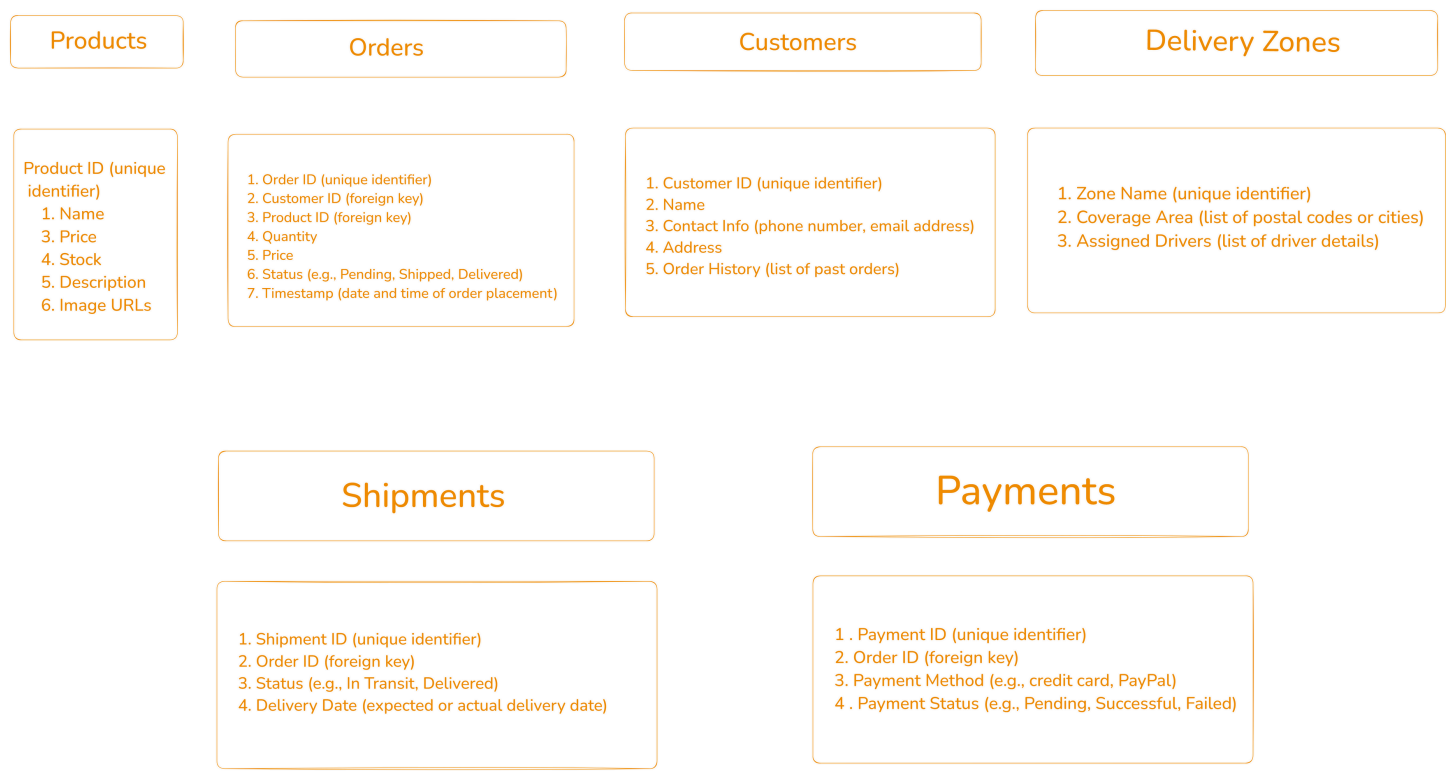 Products
Orders
Customers
Delivery Zones
Product ID (unique
identifier)
1. Name
3. Price
4. Stock
5. Description
6. Image URLs
1. Order ID (unique identifier)
2. Customer ID (foreign key)
3. Product ID (foreign key)
4. Quantity
5. Price
6. Status (e.g., Pending, Shipped, Delivered)
7. Timestamp (date and time of order placement)
1. Customer ID (unique identifier)
2. Name
3. Contact Info (phone number, email address)
4. Address
5. Order History (list of past orders)
1. Zone Name (unique identifier)
2. Coverage Area (list of postal codes or cities)
3. Assigned Drivers (list of driver details)
Shipments
Payments
1. Shipment ID (unique identifier)
2. Order ID (foreign key)
3. Status (e.g., In Transit, Delivered)
4. Delivery Date (expected or actual delivery date)
1 . Payment ID (unique identifier)
2. Order ID (foreign key)
3. Payment Method (e.g., credit card, PayPal)
4 . Payment Status (e.g., Pending, Successful, Failed)